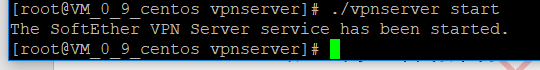 [root@VM_0_9_centos vpnserver]# ./vpnserver start
The SoftEther VPN Server service has been started.
[root@VM_0_9_centos vpnserver]#